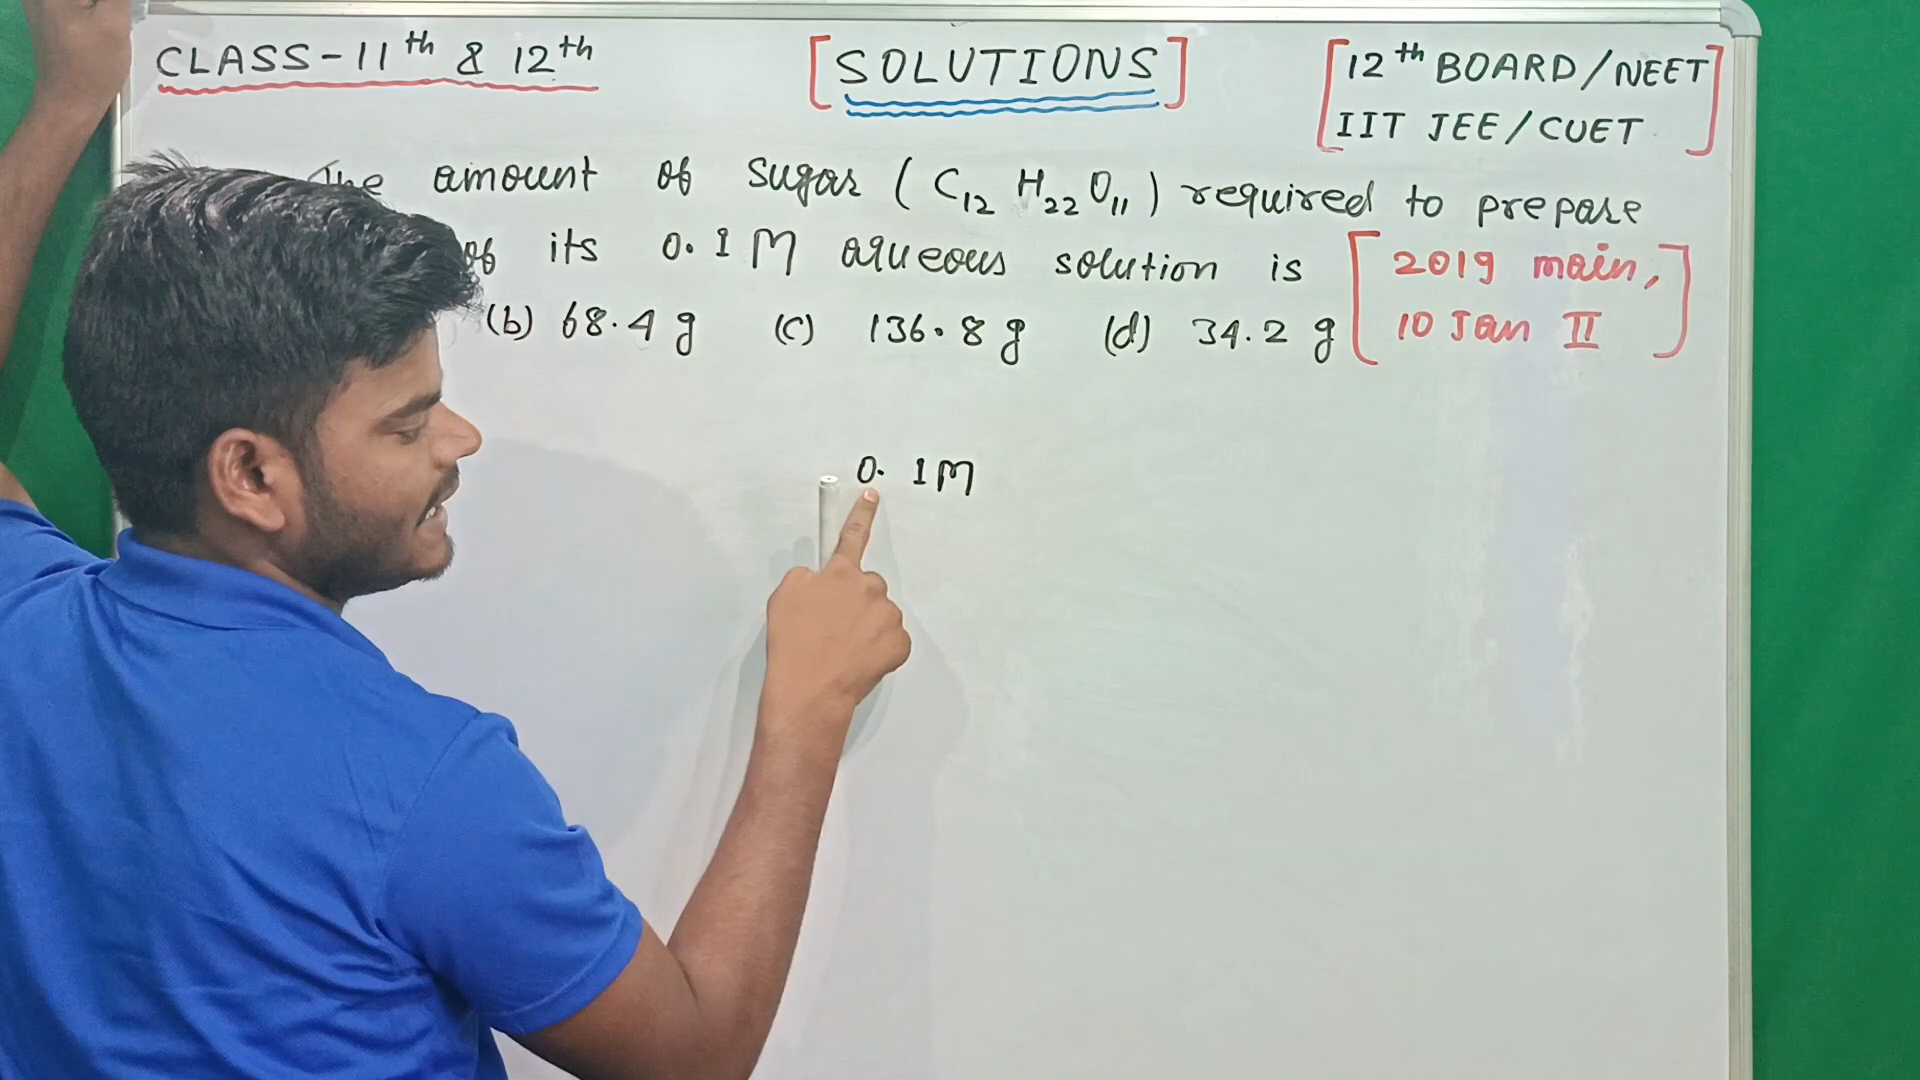 CLASS-11th & 12th
[SOLUTIONS]
[12th BOARD/NEET
IIT JEE/CUET]
The amount of sugar (C12 H22 O11) required to prepare
of its 0.1 M aqueous solution is
(b) 68.4 g (c) 136.8 g (d) 34.2 g
[2019 main,
10 Jan II]
0.1M